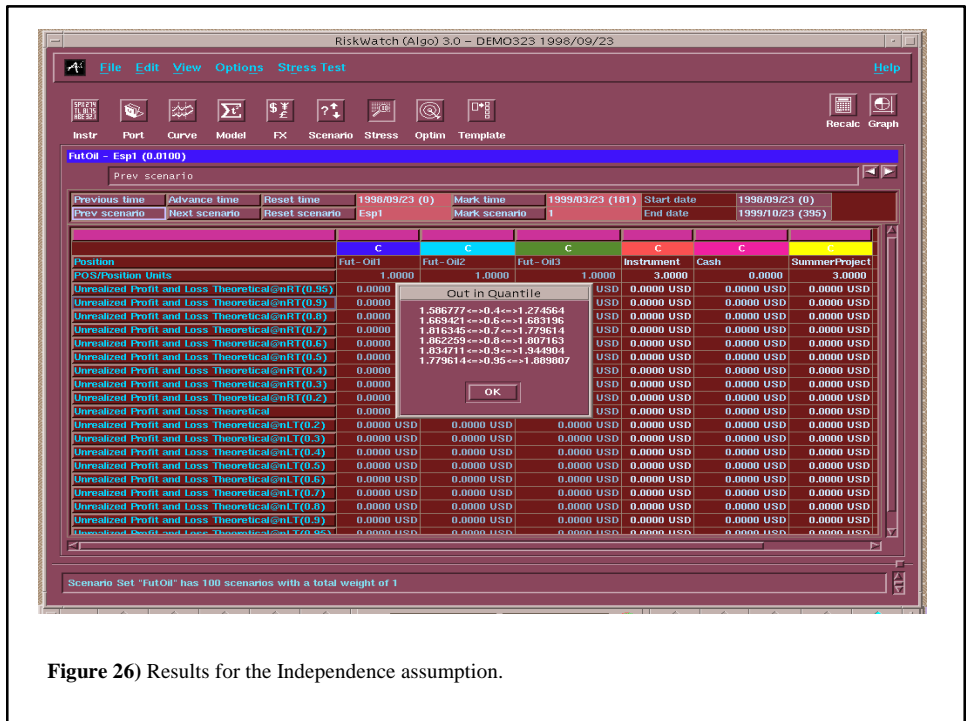 RiskWatch (Algo) 3.0 – DEMO323 1998/09/23
File Edit View Options Stress Test Help
Instr Port Curve Model FX Scenario Stress Optim Template Recalc Graph
FutOil – Esp1 (0.0100)
Prev scenario
Previous time Advance time Reset time 1998/09/23 (0) Mark time 1999/03/23 (181) Start date 1998/09/23 (0)
Prev scenario Next scenario Reset scenario Esp1 Mark scenario 1 End date 1999/10/23 (395)
C C C C C C
Position Fut-Oil1 Fut-Oil2 Fut-Oil3 Instrument Cash SummerProject
POS/Position Units 1.0000 1.0000 1.0000 3.0000 0.0000 3.0000
Unrealized Profit and Loss Theoretical@nRT(0.95) 0.0000 USD 0.0000 USD 0.0000 USD 0.0000 USD
Unrealized Profit and Loss Theoretical@nRT(0.9) 0.0000 USD 0.0000 USD 0.0000 USD 0.0000 USD
Unrealized Profit and Loss Theoretical@nRT(0.8) 0.0000 USD 0.0000 USD 0.0000 USD 0.0000 USD
Unrealized Profit and Loss Theoretical@nRT(0.7) 0.0000 USD 0.0000 USD 0.0000 USD 0.0000 USD
Unrealized Profit and Loss Theoretical@nRT(0.6) 0.0000 USD 0.0000 USD 0.0000 USD 0.0000 USD
Unrealized Profit and Loss Theoretical@nRT(0.5) 0.0000 USD 0.0000 USD 0.0000 USD 0.0000 USD
Unrealized Profit and Loss Theoretical@nRT(0.4) 0.0000 USD 0.0000 USD 0.0000 USD 0.0000 USD
Unrealized Profit and Loss Theoretical@nRT(0.3) 0.0000 USD 0.0000 USD 0.0000 USD 0.0000 USD
Unrealized Profit and Loss Theoretical@nRT(0.2) 0.0000 USD 0.0000 USD 0.0000 USD 0.0000 USD
Unrealized Profit and Loss Theoretical 0.0000 USD 0.0000 USD 0.0000 USD 0.0000 USD
Out in Quantile
1.586777<=>0.4<=>1.274564
1.669421<=>0.6<=>1.683196
1.816345<=>0.7<=>1.779614
1.862259<=>0.8<=>1.807163
1.834711<=>0.9<=>1.944904
1.779614<=>0.95<=>1.889807
OK
Unrealized Profit and Loss Theoretical@nLT(0.2) 0.0000 USD 0.0000 USD 0.0000 USD 0.0000 USD 0.0000 USD 0.0000 USD
Unrealized Profit and Loss Theoretical@nLT(0.3) 0.0000 USD 0.0000 USD 0.0000 USD 0.0000 USD 0.0000 USD 0.0000 USD
Unrealized Profit and Loss Theoretical@nLT(0.4) 0.0000 USD 0.0000 USD 0.0000 USD 0.0000 USD 0.0000 USD 0.0000 USD
Unrealized Profit and Loss Theoretical@nLT(0.5) 0.0000 USD 0.0000 USD 0.0000 USD 0.0000 USD 0.0000 USD 0.0000 USD
Unrealized Profit and Loss Theoretical@nLT(0.6) 0.0000 USD 0.0000 USD 0.0000 USD 0.0000 USD 0.0000 USD 0.0000 USD
Unrealized Profit and Loss Theoretical@nLT(0.7) 0.0000 USD 0.0000 USD 0.0000 USD 0.0000 USD 0.0000 USD 0.0000 USD
Unrealized Profit and Loss Theoretical@nLT(0.8) 0.0000 USD 0.0000 USD 0.0000 USD 0.0000 USD 0.0000 USD 0.0000 USD
Unrealized Profit and Loss Theoretical@nLT(0.9) 0.0000 USD 0.0000 USD 0.0000 USD 0.0000 USD 0.0000 USD 0.0000 USD
Unrealized Profit and Loss Theoretical@nLT(0.95) 0.0000 USD 0.0000 USD 0.0000 USD 0.0000 USD 0.0000 USD 0.0000 USD
Scenario Set "FutOil" has 100 scenarios with a total weight of 1
Figure 26) Results for the Independence assumption.